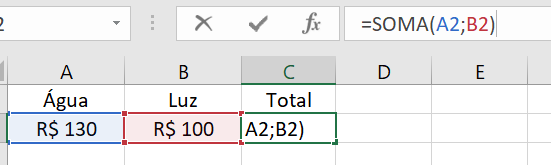 2
fx
=SOMA(A2;B2)
A B C D E
Água Luz Total
R$ 130 R$ 100 A2;B2)